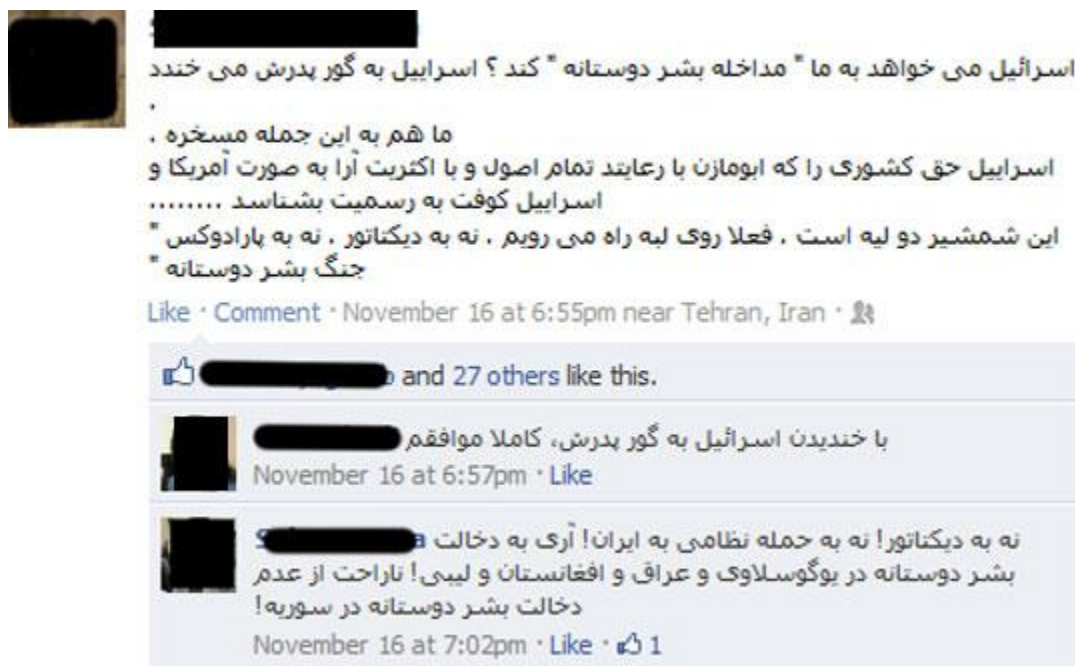 اسرائیل می خواهد به ما " مداخله بشر دوستانه " کند ؟ اسراییل به گور پدرش می خندد
.
ما هم به این جمله مسخره .
اسراییل حق کشوری را که ابومازن با رعایتد تمام اصول و با اکثریت آرا به صورت آمریکا و
اسراییل کوفت به رسمیت بشناسد ........
این شمشیر دو لیه است . فعلا روی لبه راه می رویم . نه به دیکتاتور . نه به پارادوکس "
جنگ بشر دوستانه "
Like · Comment · November 16 at 6:55pm near Tehran, Iran ·
and 27 others like this.
با خندیدن اسرائیل به گور پدرش، کاملا موافقم
November 16 at 6:57pm · Like
نه به دیکتاتور! نه به حمله نظامی به ایران! آری به دخالت
بشر دوستانه در یوگوسلاوی و عراق و افغانستان و لیبی! ناراحت از عدم
دخالت بشر دوستانه در سوریه!
November 16 at 7:02pm · Like · 1